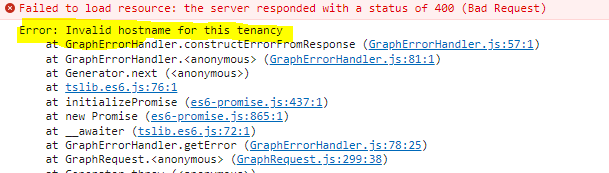 Failed to load resource: the server responded with a status of 400 (Bad Request)
Error: Invalid hostname for this tenancy
at GraphErrorHandler.constructErrorFromResponse (GraphErrorHandler.js:57:1)
at GraphErrorHandler.<anonymous> (GraphErrorHandler.js:81:1)
at Generator.next (<anonymous>)
at tslib.es6.js:76:1
at initializePromise (es6-promise.js:437:1)
at new Promise (es6-promise.js:865:1)
at __awaiter (tslib.es6.js:72:1)
at GraphErrorHandler.getError (GraphErrorHandler.js:78:25)
at GraphRequest.<anonymous> (GraphRequest.js:299:38)
at Generator.throw (<anonymous>)